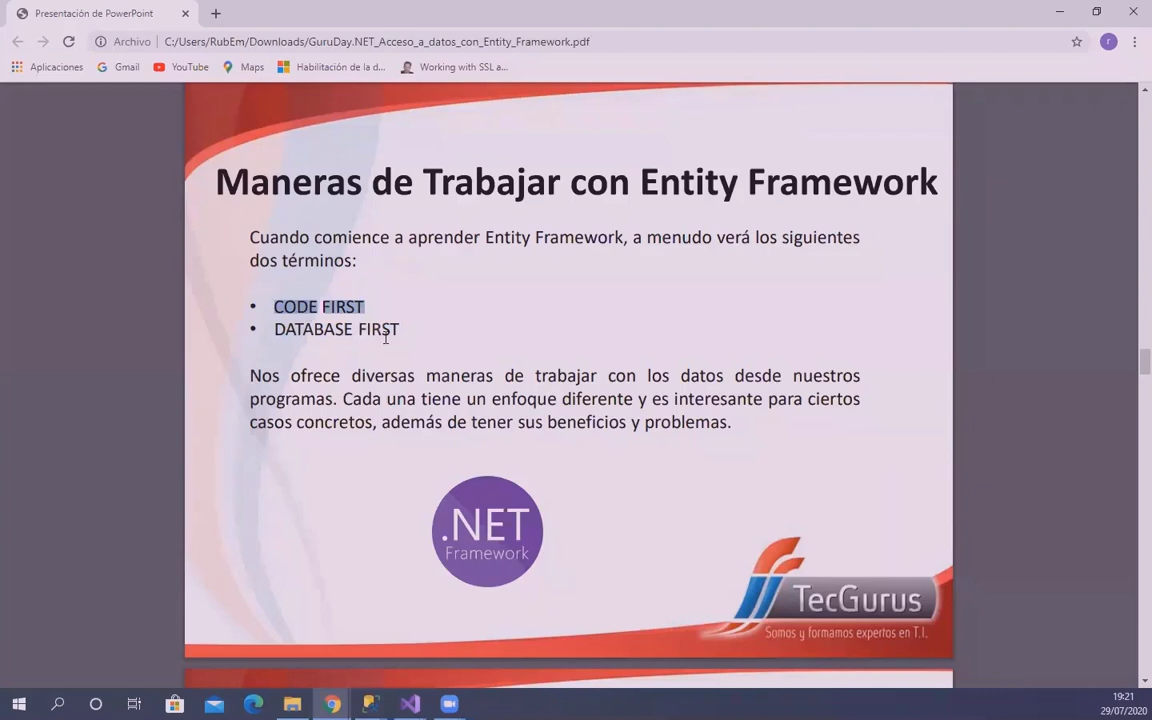 Presentación de PowerPoint
Archivo
C:/Users/RubEm/Downloads/GuruDay.NET_Acceso_a_datos_con_Entity_Framework.pdf
r
Aplicaciones
Gmail
YouTube
Maps
Habilitación de la d...
Working with SSL a...
Maneras de Trabajar con Entity Framework
Cuando comience a aprender Entity Framework, a menudo verá los siguientes
dos términos:
• CODE FIRST
• DATABASE FIRST
Nos ofrece diversas maneras de trabajar con los datos desde nuestros
programas. Cada una tiene un enfoque diferente y es interesante para ciertos
casos concretos, además de tener sus beneficios y problemas.
.NET
Framework
TecGurus
Somos y formamos expertos en T.I.
19:21
29/07/2020